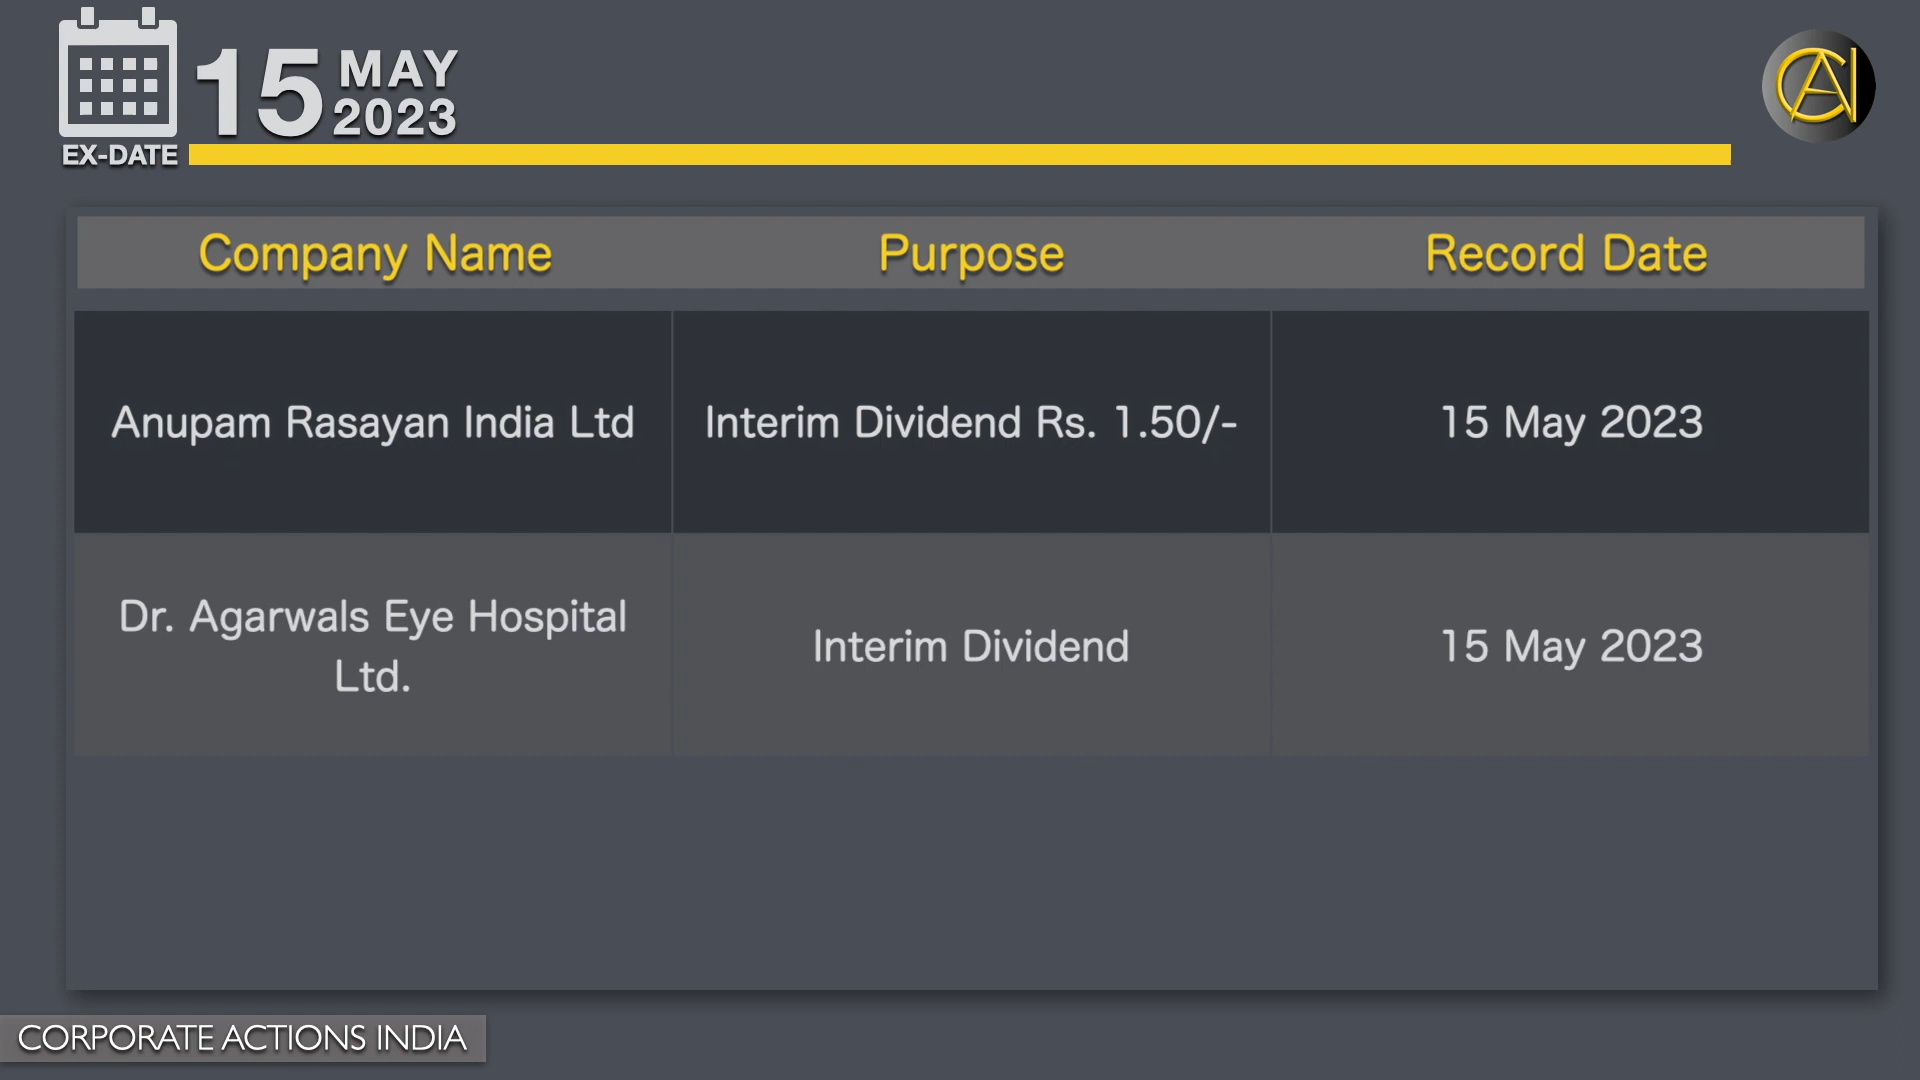 15 MAY
2023
EX-DATE
CAI
Company Name Purpose Record Date
Anupam Rasayan India Ltd Interim Dividend Rs. 1.50/- 15 May 2023
Dr. Agarwals Eye Hospital
Ltd. Interim Dividend 15 May 2023
CORPORATE ACTIONS INDIA